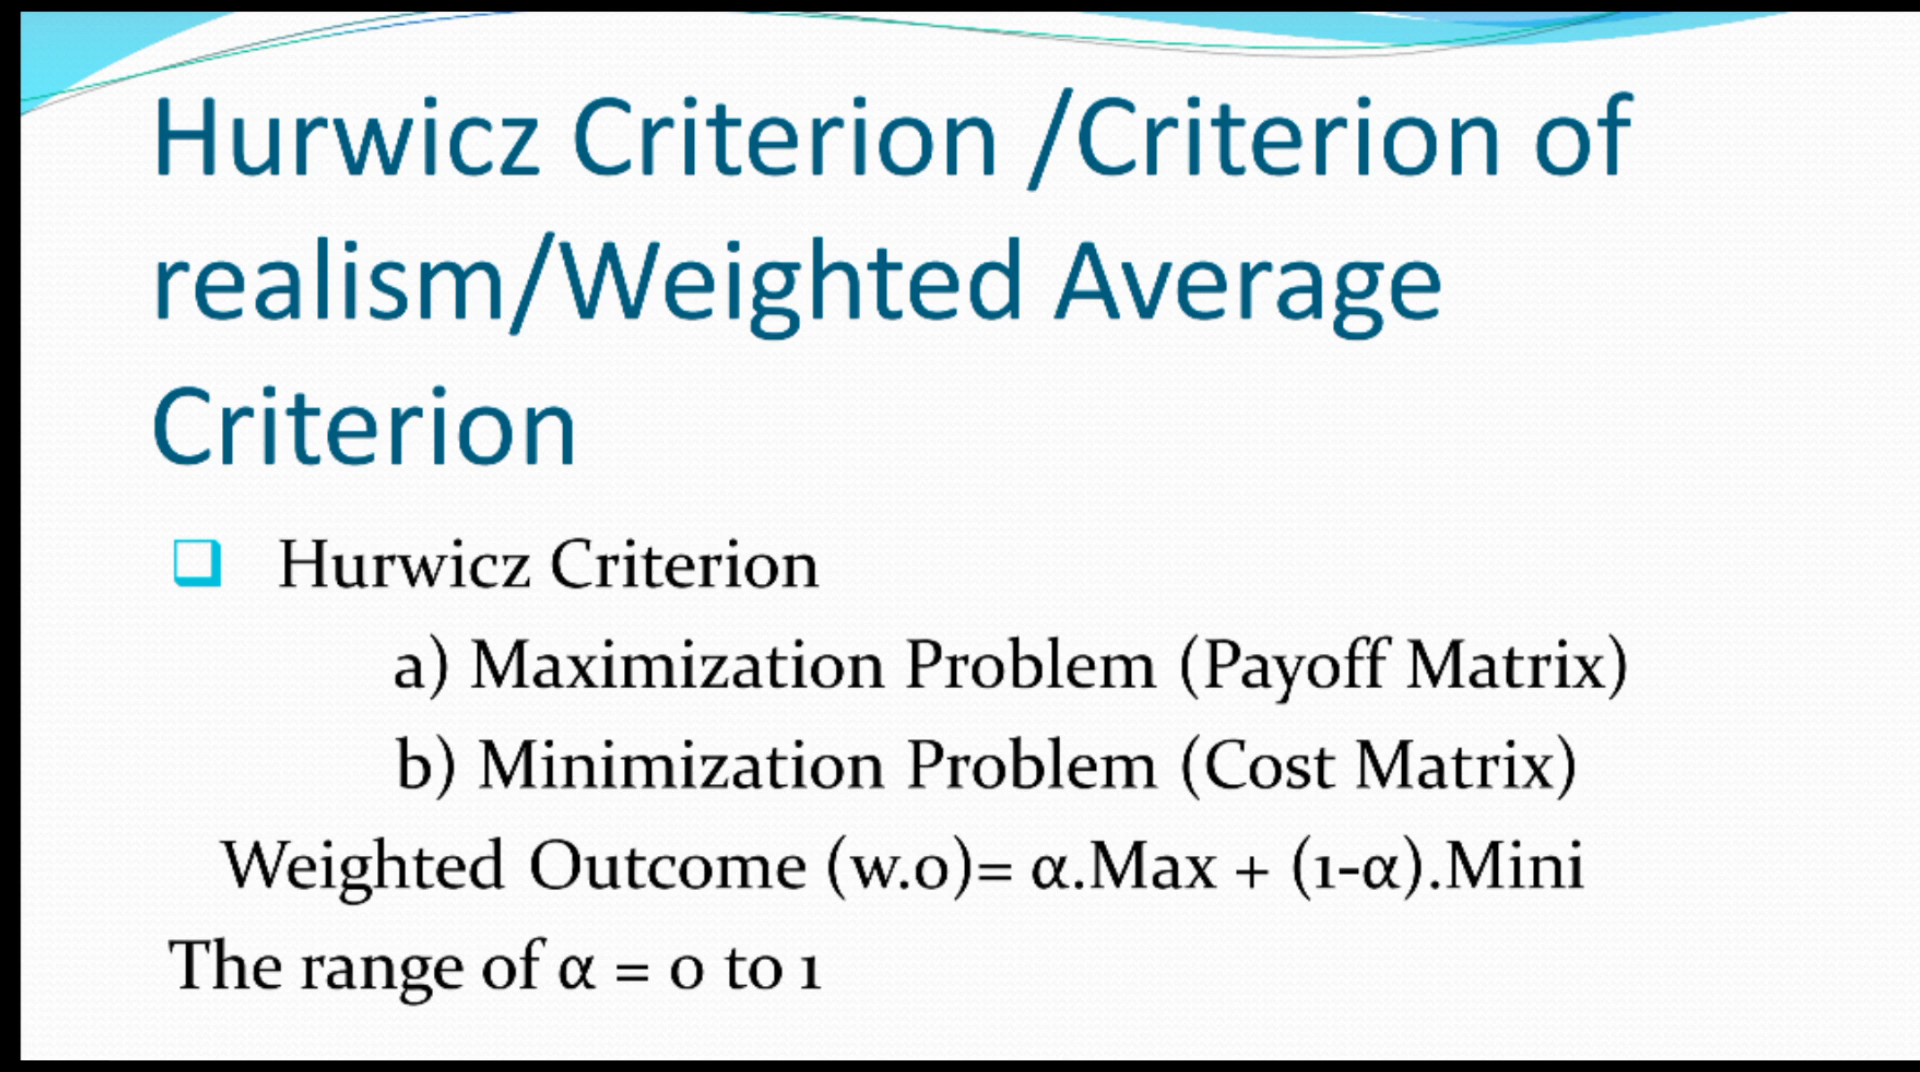 Hurwicz Criterion /Criterion of
realism/Weighted Average
Criterion
Hurwicz Criterion
a) Maximization Problem (Payoff Matrix)
b) Minimization Problem (Cost Matrix)
Weighted Outcome (w.o)= α.Max + (1-α).Mini
The range of α = 0 to 1